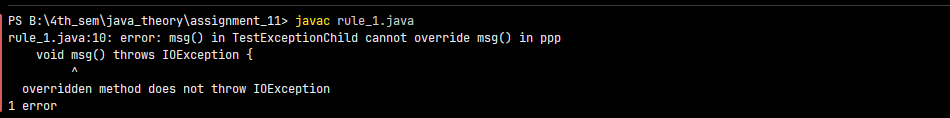 PS B:\4th_sem\java_theory\assignment_11> javac rule_1.java
rule_1.java:10: error: msg() in TestExceptionChild cannot override msg() in ppp
    void msg() throws IOException {
         ^
  overridden method does not throw IOException
1 error